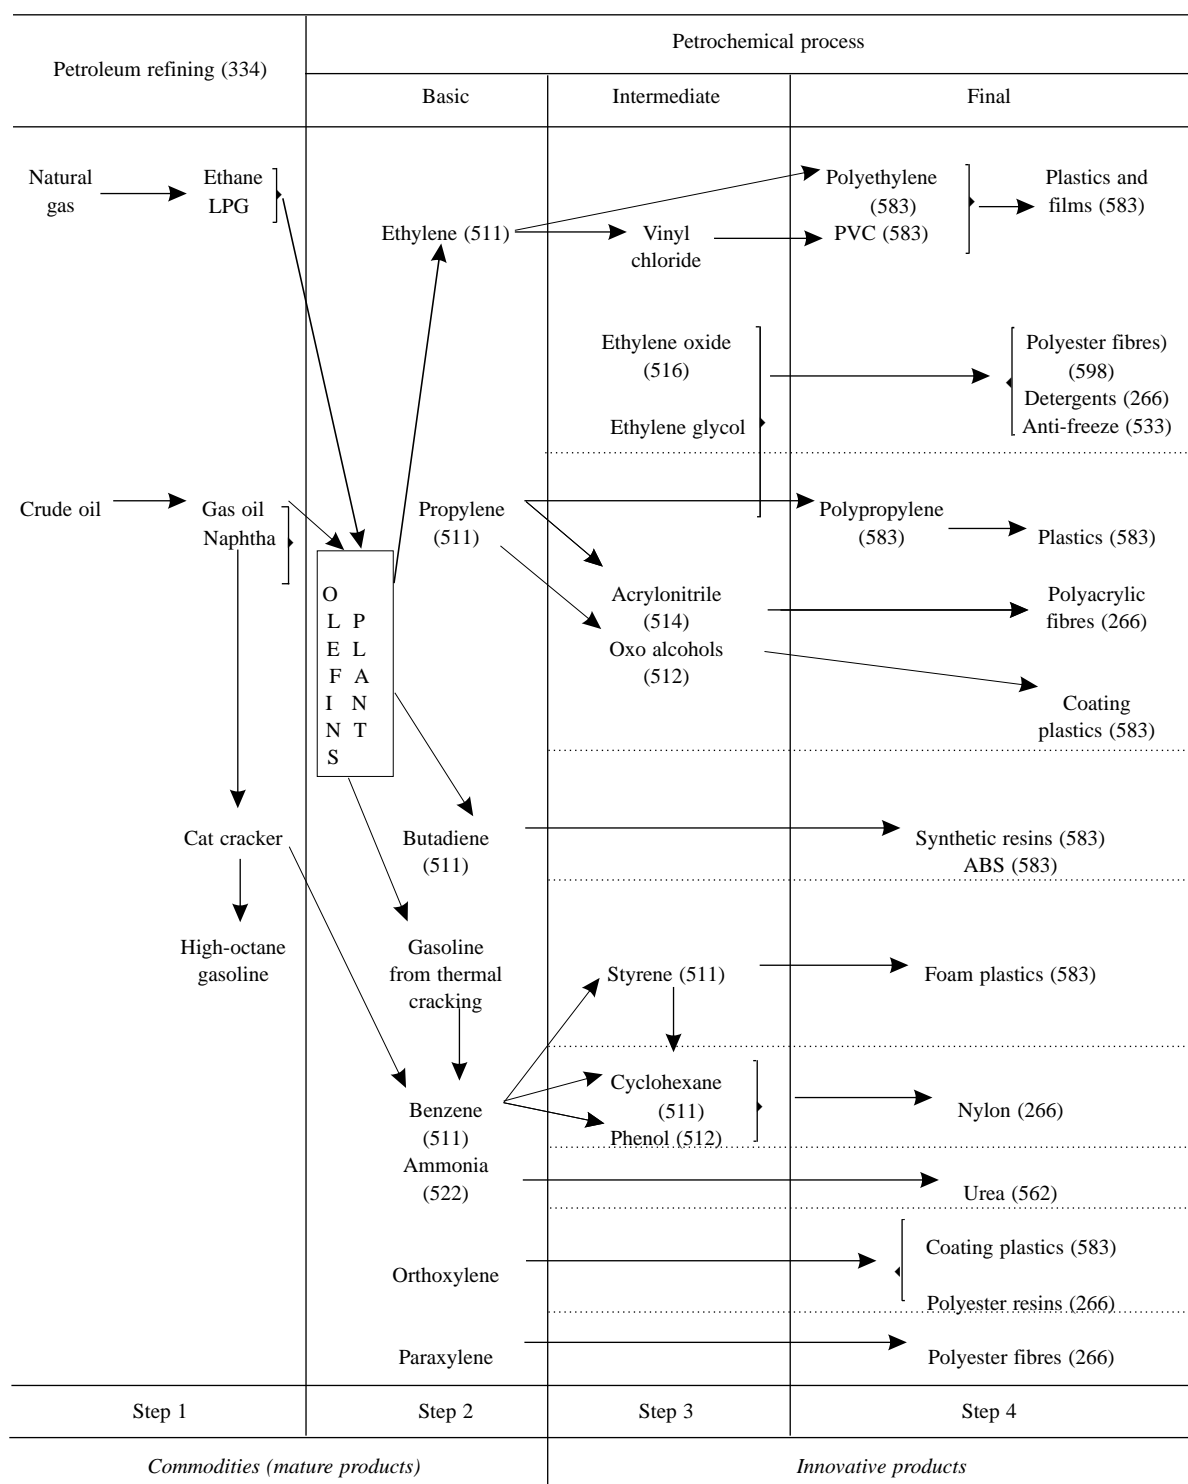 Petroleum refining (334)
Petrochemical process
Basic
Intermediate
Final
Natural
gas
Ethane
LPG
Ethylene (511)
Vinyl
chloride
Polyethylene
(583)
PVC (583)
Plastics and
films (583)
Ethylene oxide
(516)
Ethylene glycol
Polyester fibres)
(598)
Detergents (266)
Anti-freeze (533)
Crude oil
Gas oil
Naphtha
Propylene
(511)
Polypropylene
(583)
Plastics (583)
OLEFINS
PLANT
Acrylonitrile
(514)
Oxo alcohols
(512)
Polyacrylic
fibres (266)
Coating
plastics (583)
Cat cracker
Butadiene
(511)
Synthetic resins (583)
ABS (583)
High-octane
gasoline
Gasoline
from thermal
cracking
Styrene (511)
Foam plastics (583)
Benzene
(511)
Cyclohexane
(511)
Phenol (512)
Nylon (266)
Ammonia
(522)
Urea (562)
Orthoxylene
Coating plastics (583)
Polyester resins (266)
Paraxylene
Polyester fibres (266)
Step 1
Step 2
Step 3
Step 4
Commodities (mature products)
Innovative products